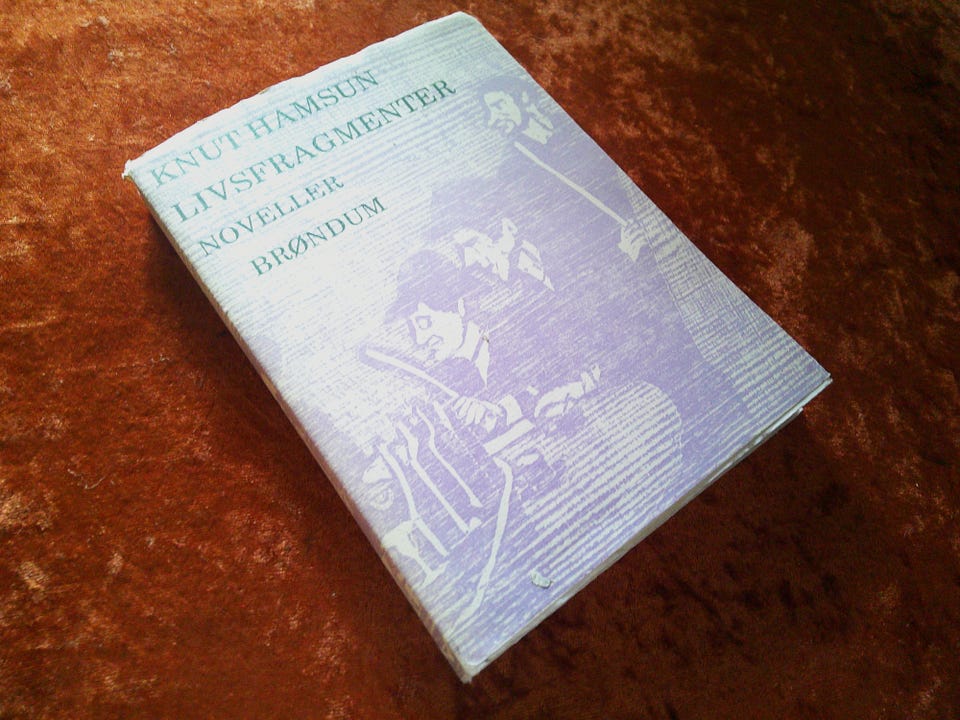 KNUT HAMSUN
LIVSFRAGMENTER
NOVELLER
BRØNDUM